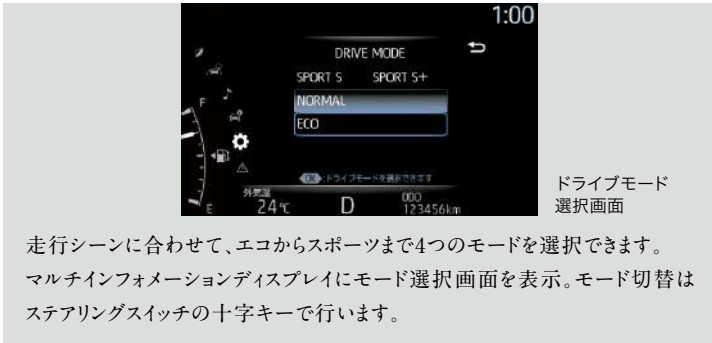 1:00
DRIVE MODE
SPORT S SPORT S+
NORMAL
ECO
F
OK :ドライブモードを選択できます
外気温
24℃
D
000
123456km
E
ドライブモード
選択画面
走行シーンに合わせて、エコからスポーツまで4つのモードを選択できます。
マルチインフォメーションディスプレイにモード選択画面を表示。モード切替は
ステアリングスイッチの十字キーで行います。